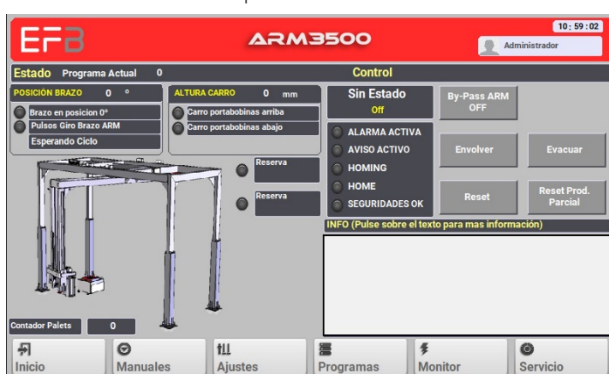 10:59:02
EFB
ARM3500
Administrador
Estado Programa Actual 0
Control
POSICIÓN BRAZO 0 º
ALTURA CARRO 0 mm
Sin Estado
Off
By-Pass ARM
OFF
Brazo en posicion 0º
Pulsos Giro Brazo
ARM
Esperando Ciclo
Carro portabobinas arriba
Carro portabobinas abajo
ALARMA ACTIVA
AVISO ACTIVO
HOMING
HOME
SEGURIDADES OK
Envolver
Evacuar
Reserva
Reserva
Reset
Reset Prod.
Parcial
INFO (Pulse sobre el texto para mas información)
Contador Palets 0
Inicio
Manuales
Ajustes
Programas
Monitor
Servicio